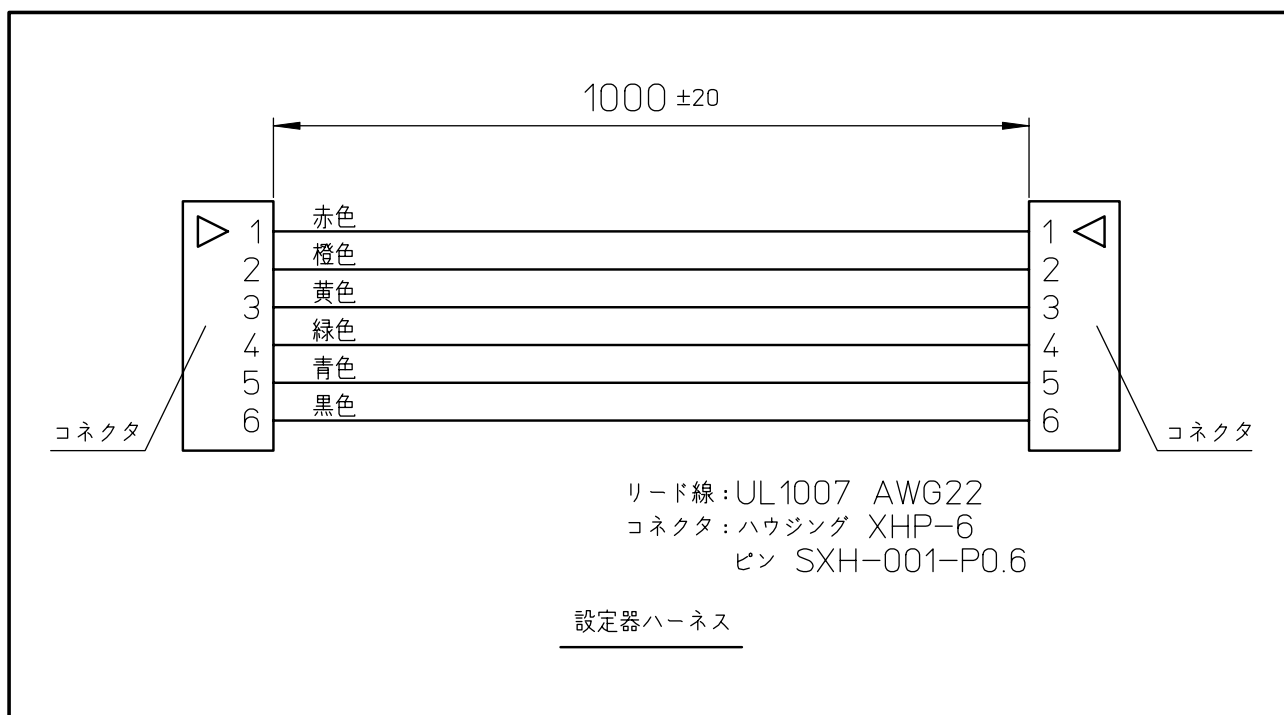 1000 ±20
1 赤色 1
2 橙色 2
3 黄色 3
4 緑色 4
5 青色 5
6 黒色 6
コネクタ コネクタ
リード線:UL1007 AWG22
コネクタ:ハウジング XHP-6
ピン SXH-001-P0.6
設定器ハーネス